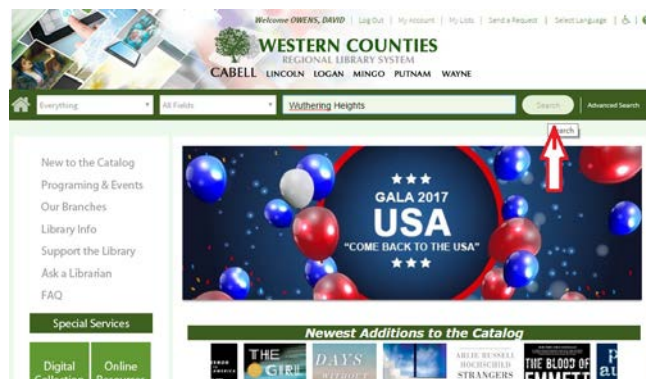 Welcome OWENS, DAVID | Log Out | My Account | My Lists | Send a Request | Select Language |
WESTERN COUNTIES
REGIONAL LIBRARY SYSTEM
CABELL LINCOLN LOGAN MINGO PUTNAM WAYNE
Everything
All Fields
Wuthering Heights
Search
Advanced Search
Search
New to the Catalog
Programing & Events
Our Branches
Library Info
Support the Library
Ask a Librarian
FAQ
Special Services
Digital
Online
GALA 2017
USA
"COME BACK TO THE USA"
Newest Additions to the Catalog
THE
GIRL
DAYS
WITHOUT
ARLIE RUSSELL
HOCHSCHILD
STRANGERS
THE BLOOD OF
EMMETT